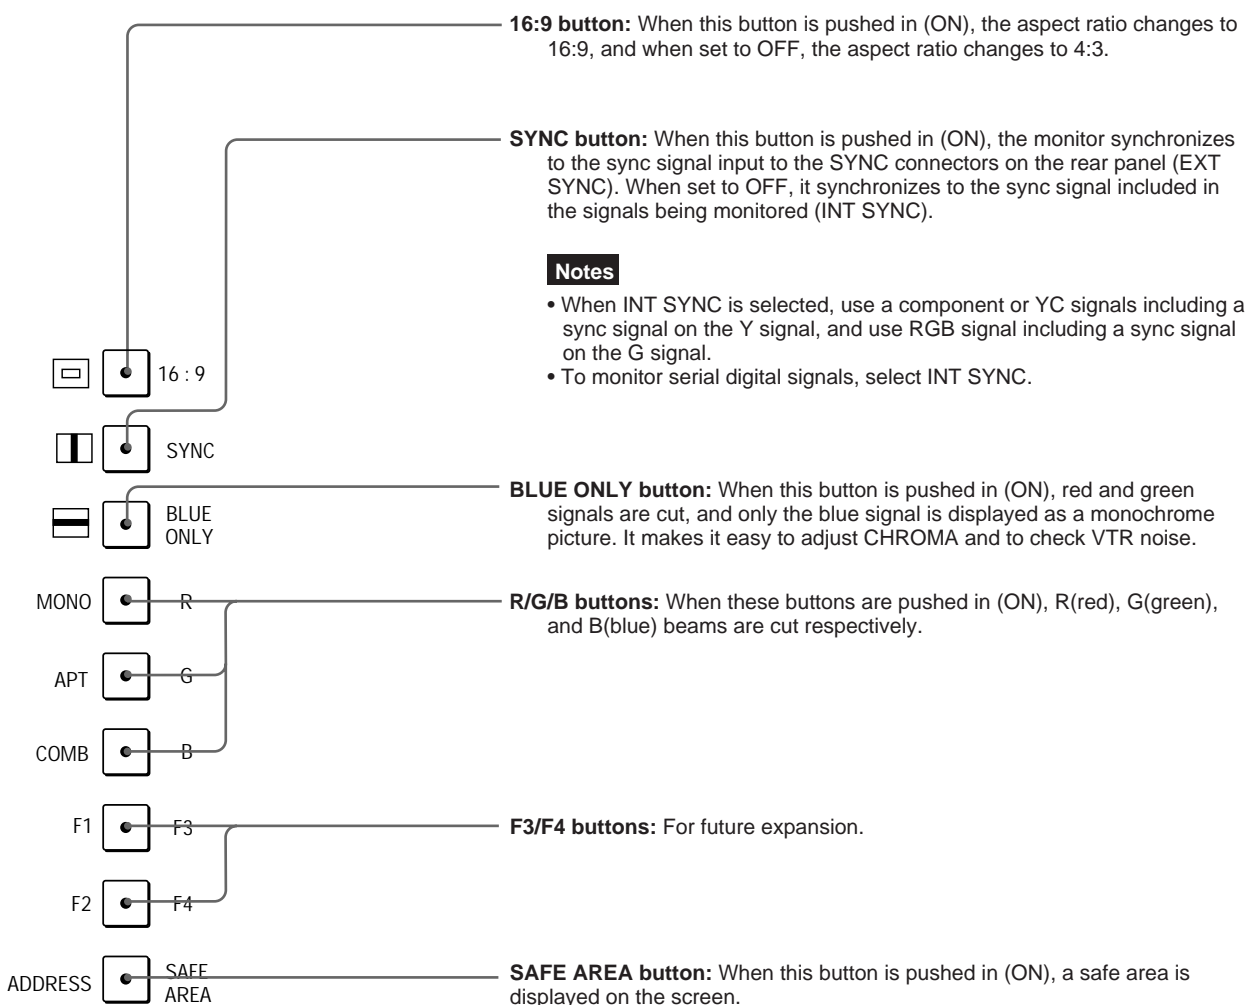 16:9 button: When this button is pushed in (ON), the aspect ratio changes to
16:9, and when set to OFF, the aspect ratio changes to 4:3.
SYNC button: When this button is pushed in (ON), the monitor synchronizes
to the sync signal input to the SYNC connectors on the rear panel (EXT
SYNC). When set to OFF, it synchronizes to the sync signal included in
the signals being monitored (INT SYNC).
Notes
• When INT SYNC is selected, use a component or YC signals including a
sync signal on the Y signal, and use RGB signal including a sync signal
on the G signal.
• To monitor serial digital signals, select INT SYNC.
16 : 9
SYNC
BLUE
ONLY
BLUE ONLY button: When this button is pushed in (ON), red and green
signals are cut, and only the blue signal is displayed as a monochrome
picture. It makes it easy to adjust CHROMA and to check VTR noise.
MONO R
R/G/B buttons: When these buttons are pushed in (ON), R(red), G(green),
and B(blue) beams are cut respectively.
APT G
COMB B
F1 F3
F3/F4 buttons: For future expansion.
F2 F4
ADDRESS SAFE
AREA
SAFE AREA button: When this button is pushed in (ON), a safe area is
displayed on the screen.